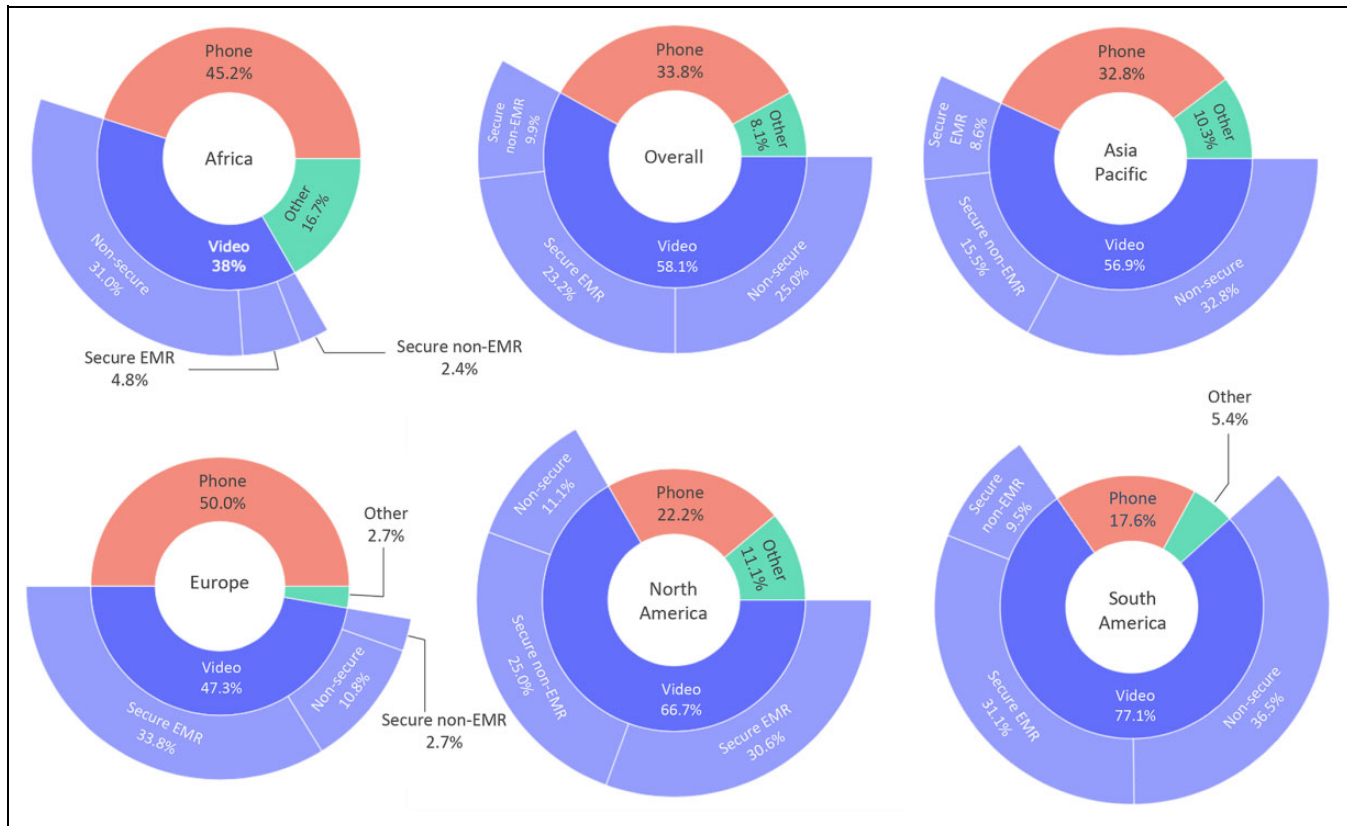 Phone
45.2%
Africa
Other
16.7%
Video
38%
Non-secure
31.0%
Secure EMR
4.8%
Secure non-EMR
2.4%
Phone
33.8%
Secure
non-EMR
9.9%
Other
8.1%
Overall
Video
58.1%
Secure EMR
23.2%
Non-secure
25.0%
Phone
32.8%
Secure
EMR
8.6%
Other
10.3%
Asia
Pacific
Video
56.9%
Secure non-EMR
15.5%
Non-secure
32.8%
Phone
50.0%
Other
2.7%
Europe
Video
47.3%
Non-secure
10.8%
Secure EMR
33.8%
Secure non-EMR
2.7%
Non-secure
11.1%
Phone
22.2%
Other
11.1%
North
America
Secure non-EMR
25.0%
Video
66.7%
Secure EMR
30.6%
Other
5.4%
Secure
non-EMR
9.5%
Phone
17.6%
South
America
Video
77.1%
Secure EMR
31.1%
Non-secure
36.5%